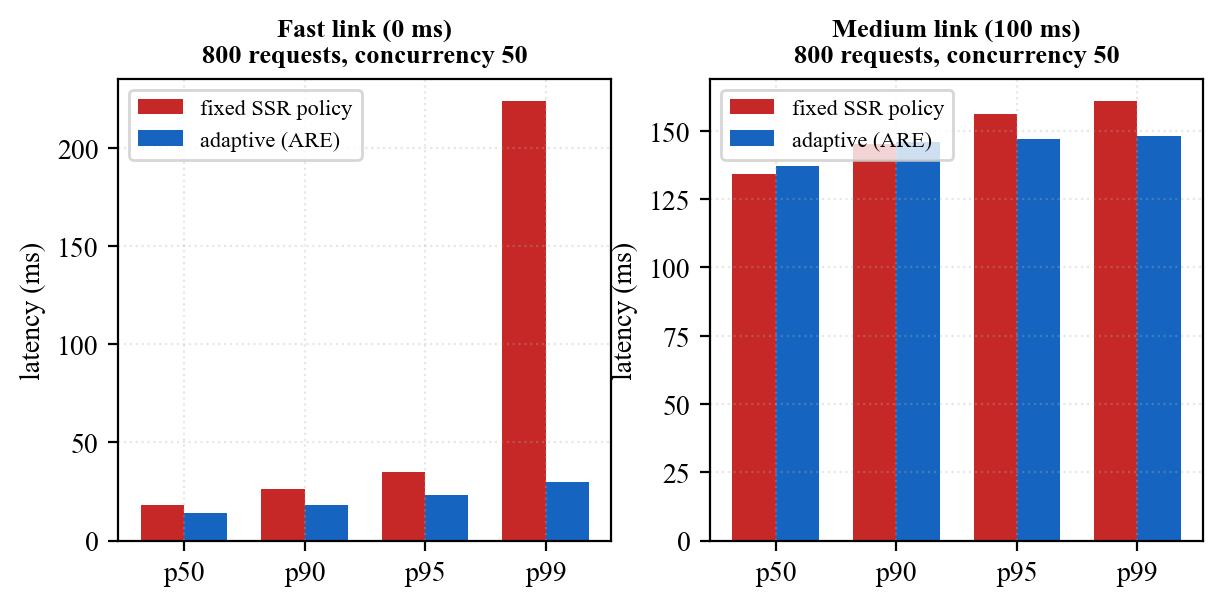 Fast link (0 ms)
800 requests, concurrency 50
fixed SSR policy
adaptive (ARE)
latency (ms)
200
150
100
50
0
p50
p90
p95
p99
Medium link (100 ms)
800 requests, concurrency 50
fixed SSR policy
adaptive (ARE)
latency (ms)
150
125
100
75
50
25
0
p50
p90
p95
p99